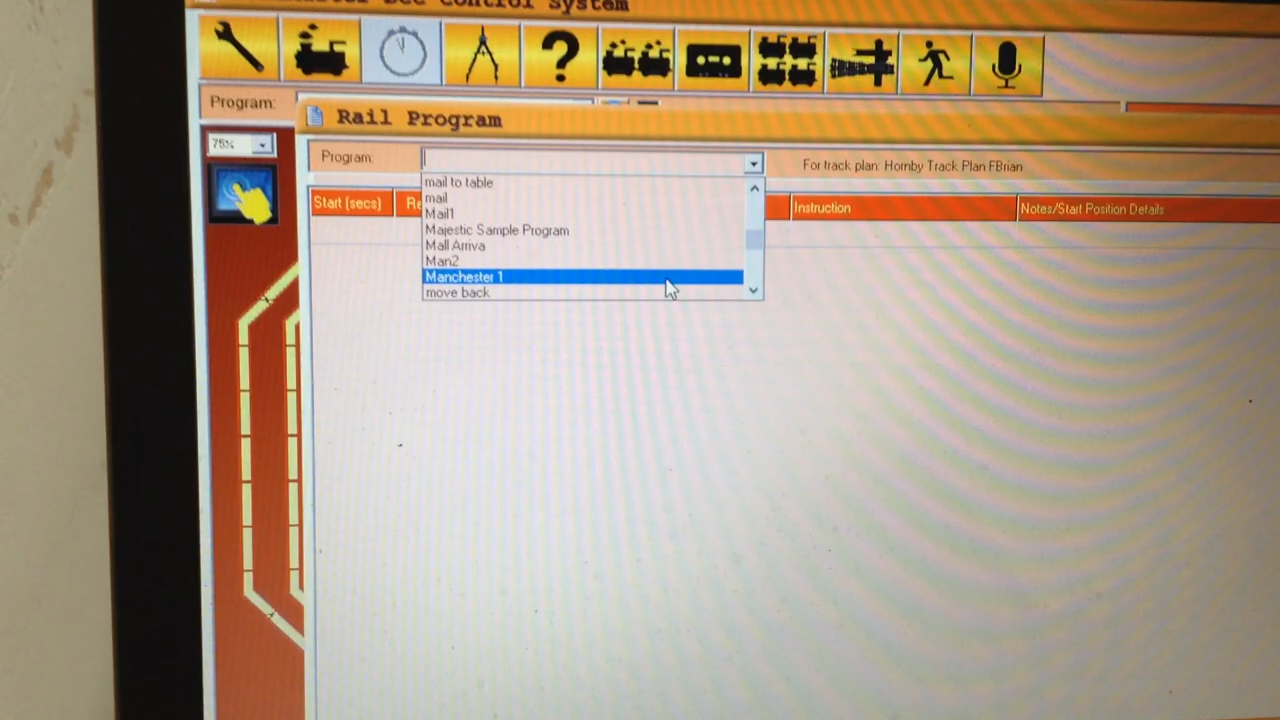 DCC Control System
Program:
Rail Program
75%
Program:
For track plan: Hornby Track Plan FBrian
Start (secs)
Re
Instruction
Notes/Start Position Details
mail to table
mail
Mail1
Majestic Sample Program
Mall Arriva
Man2
Manchester 1
move back